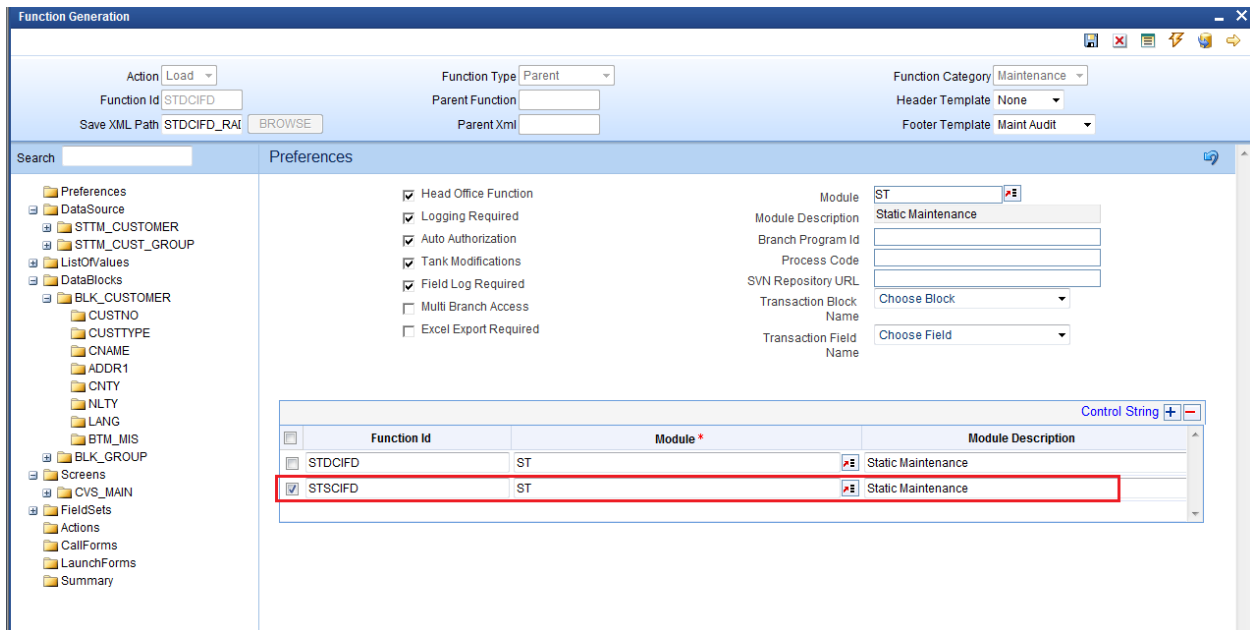 Function Generation
Action Load Function Type Parent Function Category Maintenance
Function Id STDCIFD Parent Function Header Template None
Save XML Path STDCIFD_RAD BROWSE Parent Xml Footer Template Maint Audit
Search Preferences
Preferences
DataSource
STTM_CUSTOMER
STTM_CUST_GROUP
ListOfValues
DataBlocks
BLK_CUSTOMER
CUSTNO
CUSTTYPE
CNAME
ADDR1
CNTY
NLTY
LANG
BTM_MIS
BLK_GROUP
Screens
CVS_MAIN
FieldSets
Actions
CallForms
LaunchForms
Summary
Head Office Function
Logging Required
Auto Authorization
Tank Modifications
Field Log Required
Multi Branch Access
Excel Export Required
Module ST
Module Description Static Maintenance
Branch Program Id
Process Code
SVN Repository URL
Transaction Block Name Choose Block
Transaction Field Name Choose Field
Control String + −
Function Id Module * Module Description
STDCIFD ST Static Maintenance
STSCIFD ST Static Maintenance